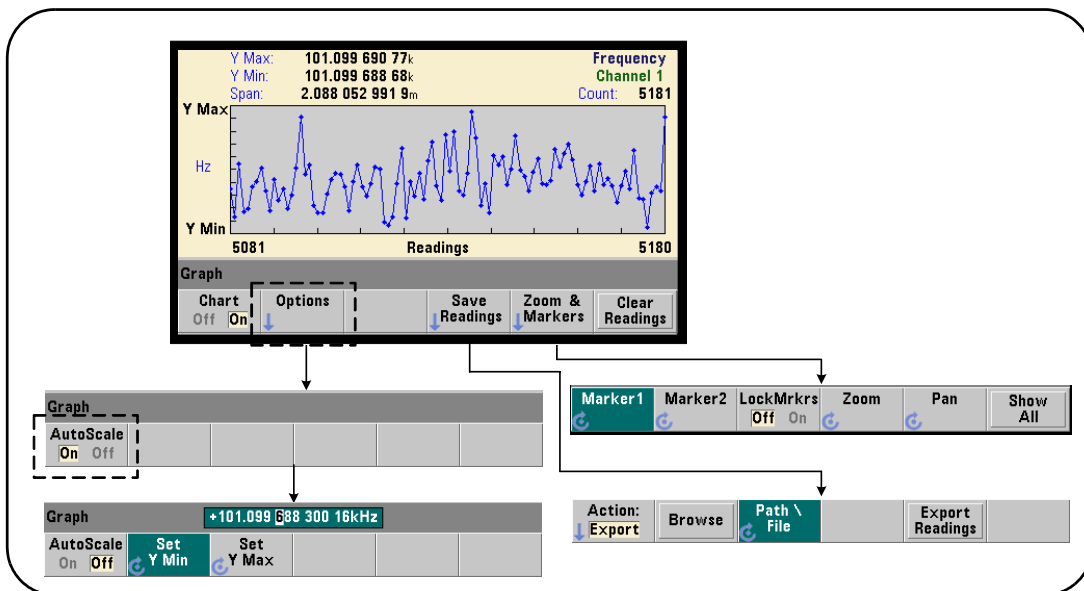 Y Max: 101.099 690 77k Frequency
Y Min: 101.099 688 68k Channel 1
Span: 2.088 052 991 9m Count: 5181
Y Max
Hz
Y Min
5081 Readings 5180
Graph
Chart Options Save Zoom & Clear
Off On Readings Markers Readings
Graph
AutoScale
On Off
Marker1 Marker2 LockMrkrs Zoom Pan Show
Off On All
Graph +101.099 688 300 16kHz
AutoScale Set Set
On Off Y Min Y Max
Action: Browse Path \ Export
Export File Readings